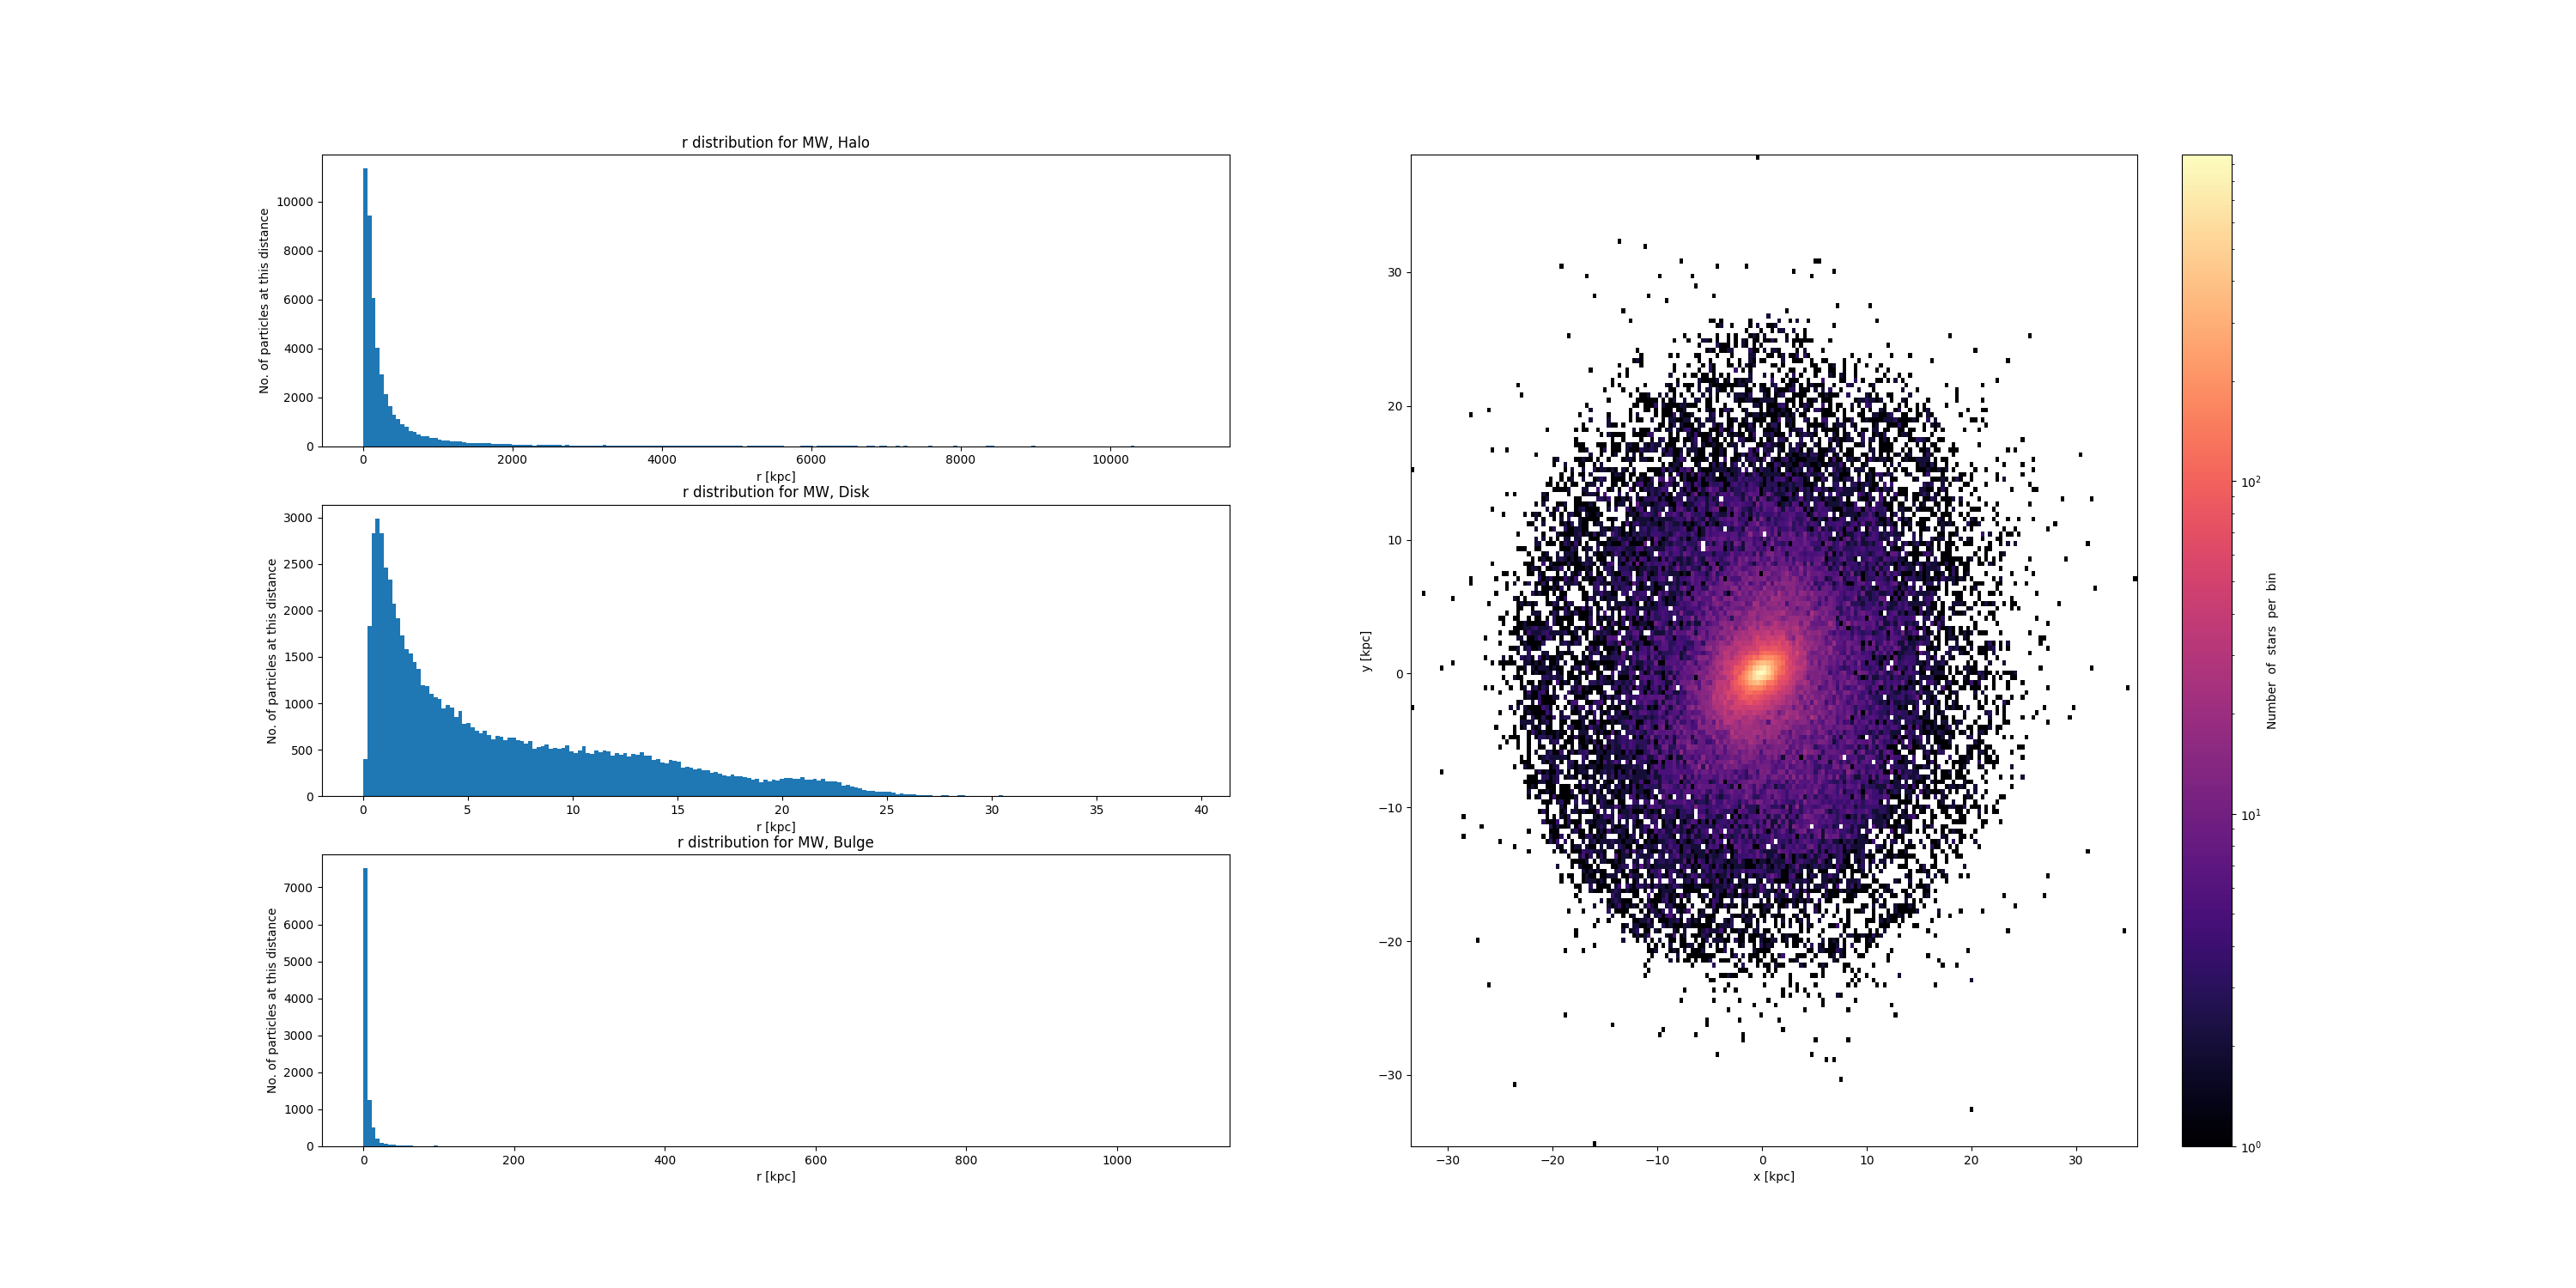 r distribution for MW, Halo
No. of particles at this distance
10000
8000
6000
4000
2000
0
0 2000 4000 6000 8000 10000
r [kpc]
r distribution for MW, Disk
No. of particles at this distance
3000
2500
2000
1500
1000
500
0
0 5 10 15 20 25 30 35 40
r [kpc]
r distribution for MW, Bulge
No. of particles at this distance
7000
6000
5000
4000
3000
2000
1000
0
0 200 400 600 800 1000
r [kpc]
y [kpc]
30
20
10
0
−10
−20
−30
−30 −20 −10 0 10 20 30
x [kpc]
10²
10¹
10⁰
Number of stars per bin